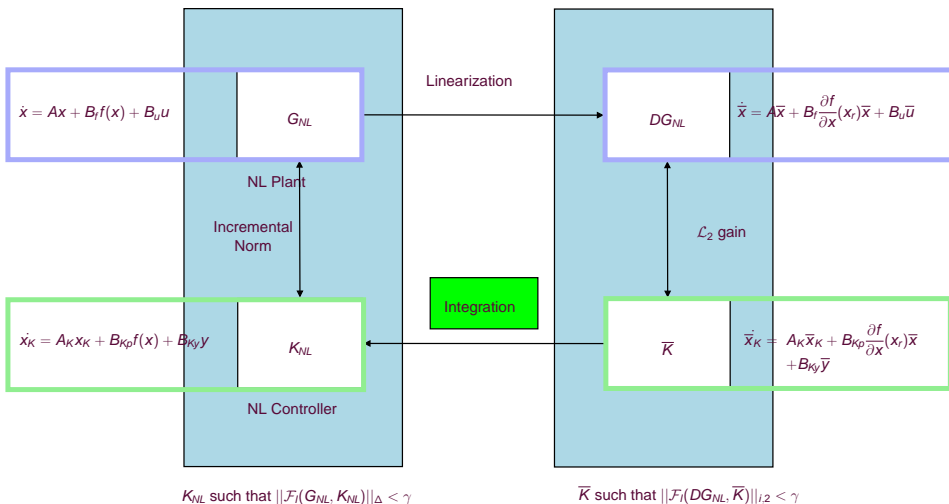 Linearization
ẋ = Ax + B_f f(x) + B_u u
G_NL
DG_NL
ẋ̅ = Ax̅ + B_f ∂f/∂x (x_r)x̅ + B_u u̅
NL Plant
Incremental
Norm
ℒ₂ gain
Integration
ẋ_K = A_K x_K + B_Kp f(x) + B_Ky y
K_NL
K̅
ẋ̅_K = A_K x̅_K + B_Kp ∂f/∂x (x_r)x̅
+B_Ky y̅
NL Controller
K_NL such that ||ℱ_l(G_NL, K_NL)||_Δ < γ
K̅ such that ||ℱ_l(DG_NL, K̅)||_i,2 < γ